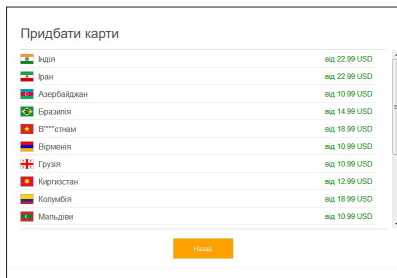 Придбати карти
Індія від 22.99 USD
Іран від 22.99 USD
Азербайджан від 10.99 USD
Бразилія від 14.99 USD
В''''єтнам від 18.99 USD
Вірменія від 10.99 USD
Грузія від 10.99 USD
Киргизстан від 12.99 USD
Колумбія від 18.99 USD
Мальдіви від 10.99 USD
Назад